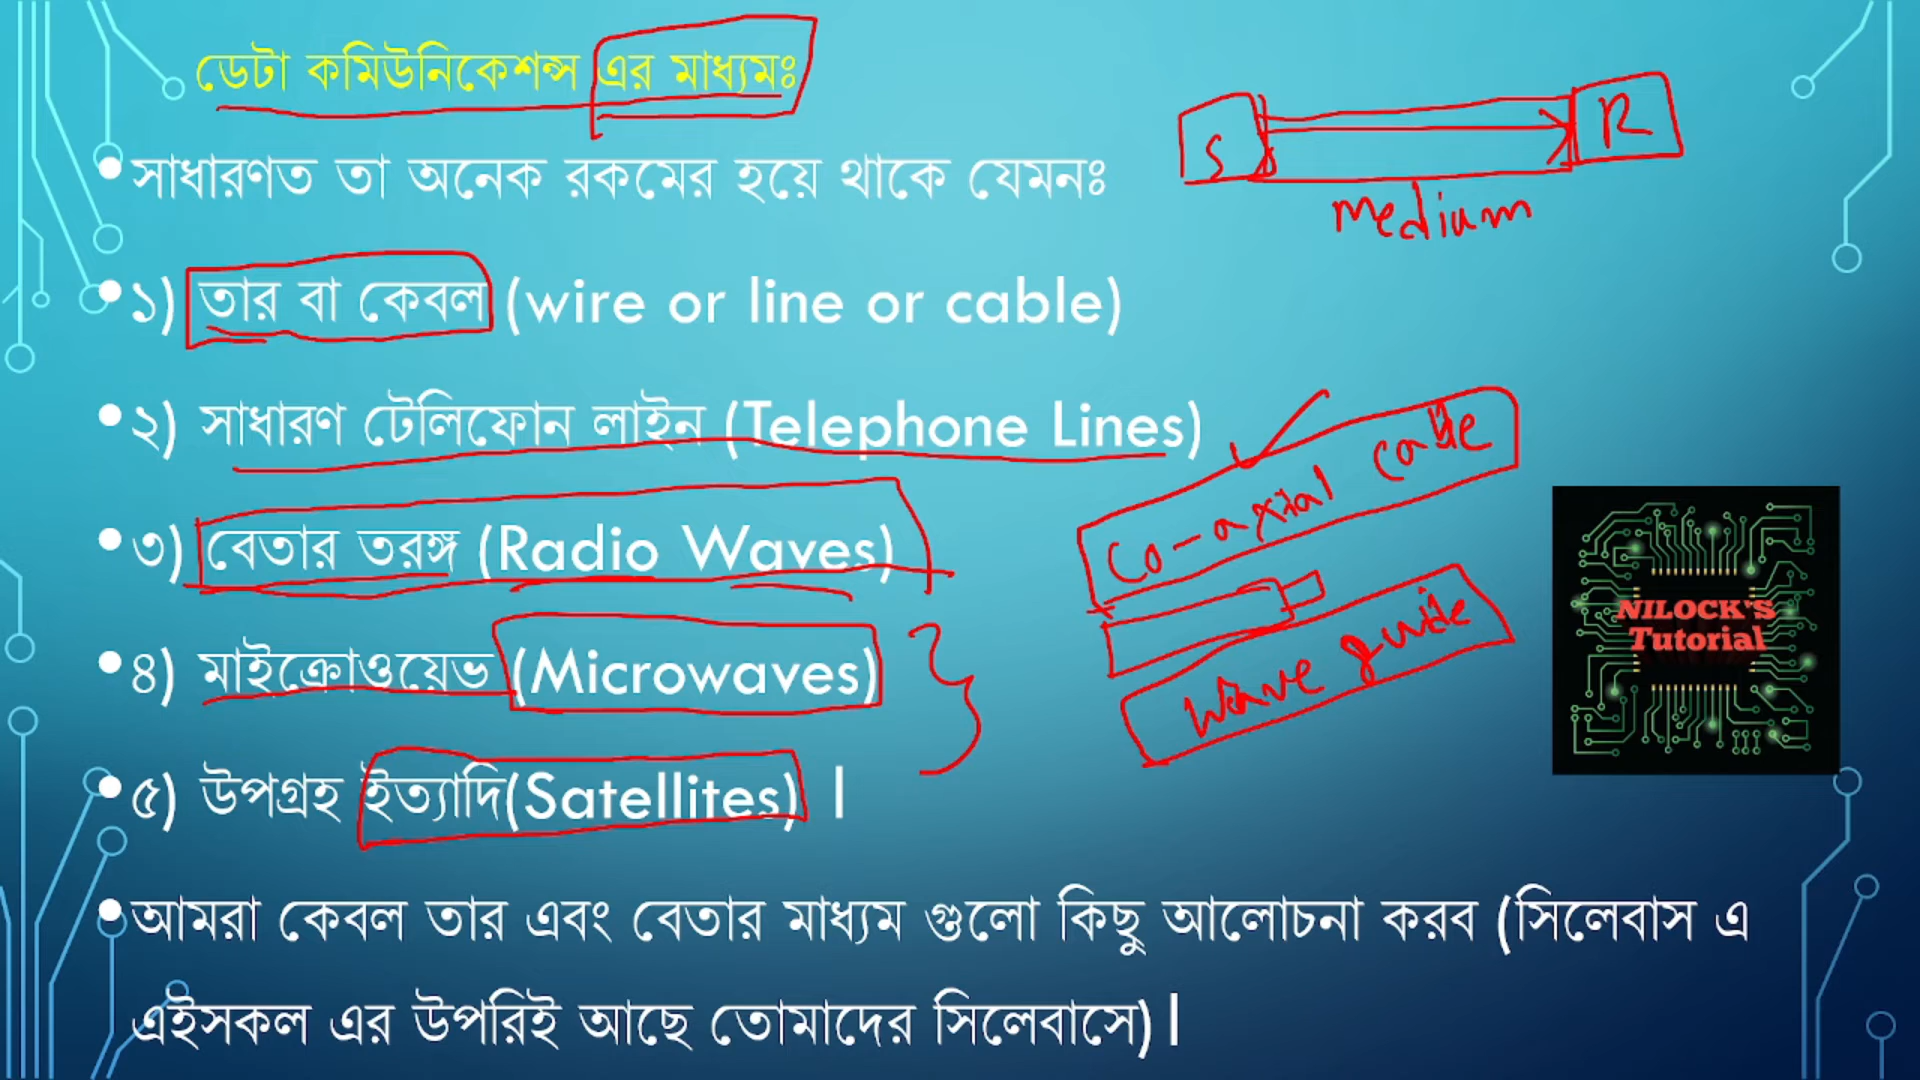 ডেটা কমিউনিকেশন্স এর মাধ্যমঃ
S
R
medium
• সাধারণত তা অনেক রকমের হয়ে থাকে যেমনঃ
• ১) তার বা কেবল (wire or line or cable)
• ২) সাধারণ টেলিফোন লাইন (Telephone Lines)
• ৩) বেতার তরঙ্গ (Radio Waves)
• ৪) মাইক্রোওয়েভ (Microwaves)
• ৫) উপগ্রহ ইত্যাদি(Satellites) ।
Co-axial cable
Wave guide
NILOCK'S
Tutorial
• আমরা কেবল তার এবং বেতার মাধ্যম গুলো কিছু আলোচনা করব (সিলেবাস এ
এইসকল এর উপরিই আছে তোমাদের সিলেবাসে)।